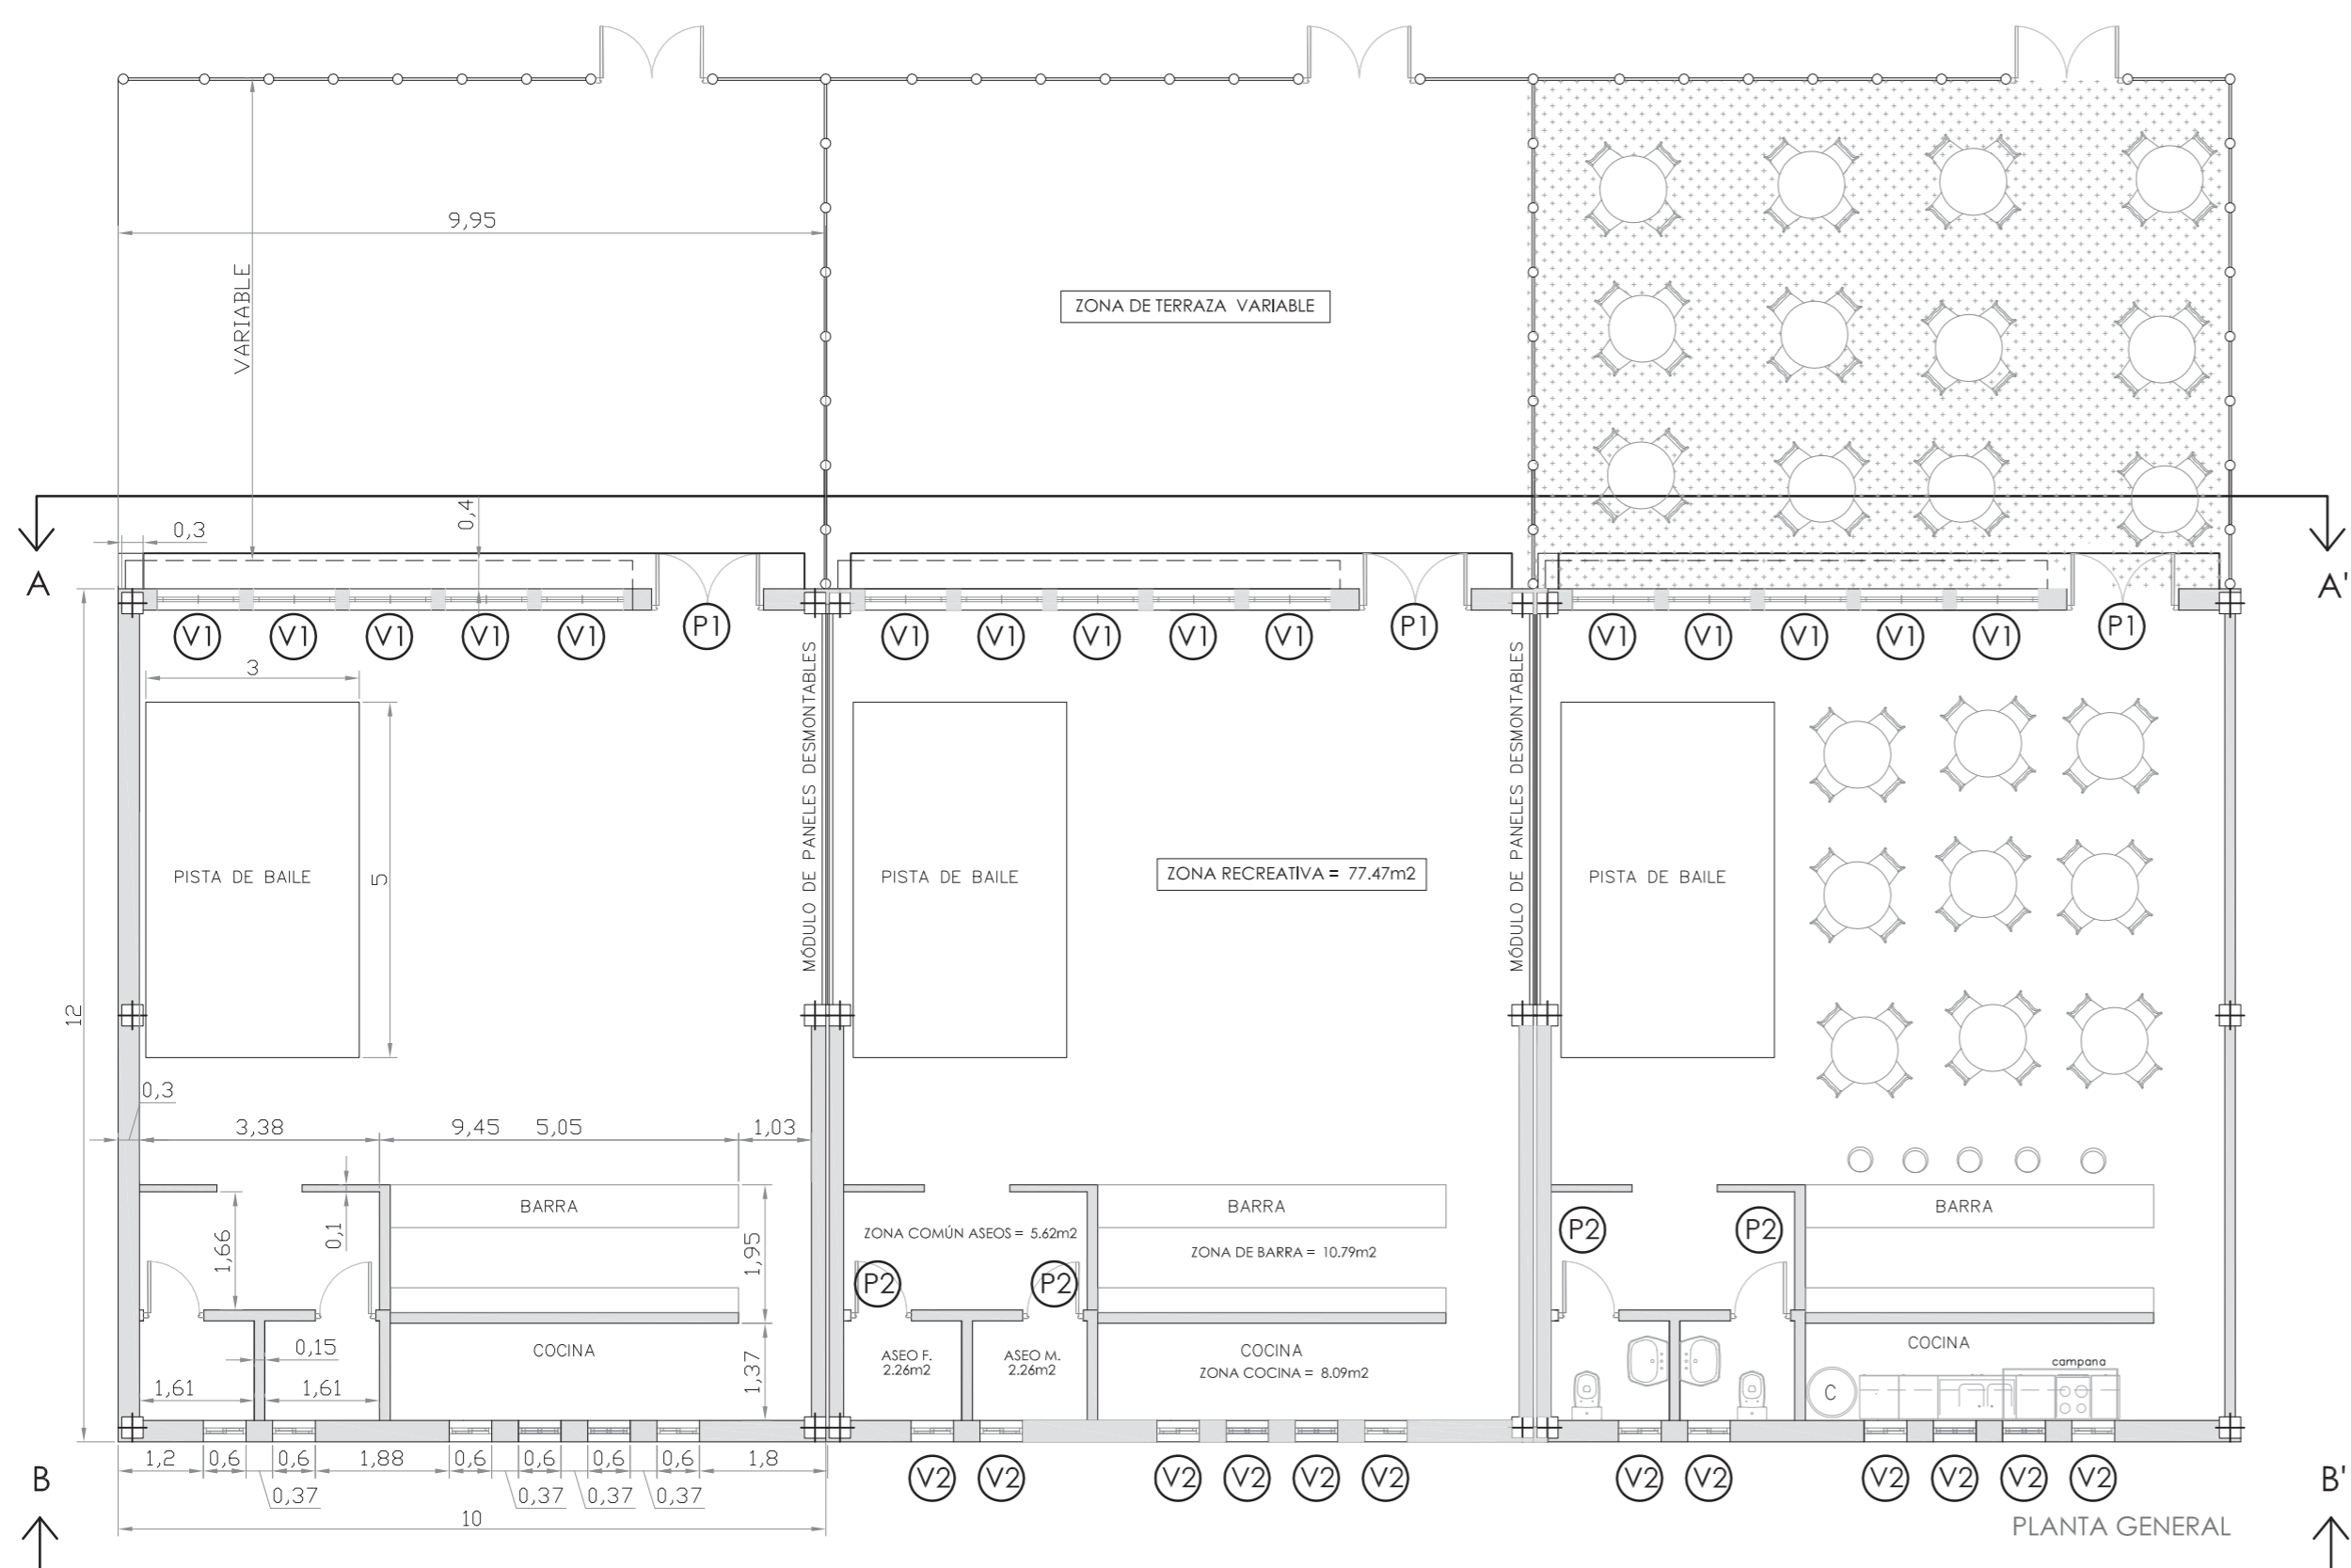 9,95
VARIABLE
ZONA DE TERRAZA VARIABLE
0,4
0,3
A
A'
V1
V1
V1
V1
V1
P1
V1
V1
V1
V1
V1
P1
V1
V1
V1
V1
V1
P1
3
5
12
PISTA DE BAILE
MÓDULO DE PANELES DESMONTABLES
PISTA DE BAILE
ZONA RECREATIVA = 77.47m2
MÓDULO DE PANELES DESMONTABLES
PISTA DE BAILE
0,3
3,38
9,45
5,05
1,03
BARRA
BARRA
BARRA
1,66
0,1
1,95
ZONA COMÚN ASEOS = 5.62m2
ZONA DE BARRA = 10.79m2
P2
P2
P2
P2
0,15
COCINA
1,37
1,61
1,61
ASEO F.
2.26m2
ASEO M.
2.26m2
COCINA
ZONA COCINA = 8.09m2
COCINA
campana
C
1,2
0,6
0,6
1,88
0,6
0,6
0,6
0,6
1,8
0,37
0,37
0,37
0,37
10
V2
V2
V2
V2
V2
V2
V2
V2
V2
V2
V2
V2
B
B'
PLANTA GENERAL